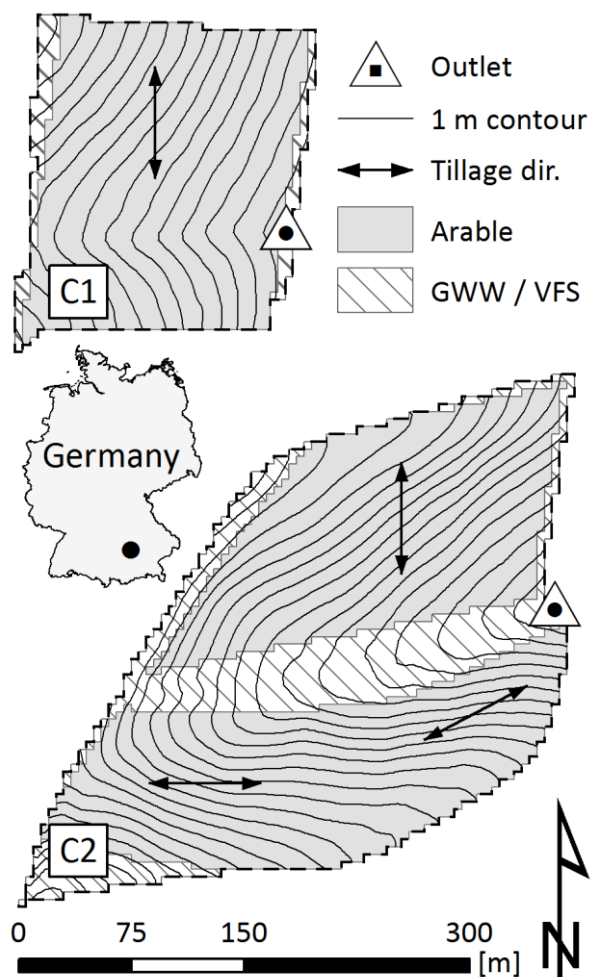 Outlet
1 m contour
Tillage dir.
Arable
GWW / VFS
C1
Germany
C2
0 75 150 300
[m]
N